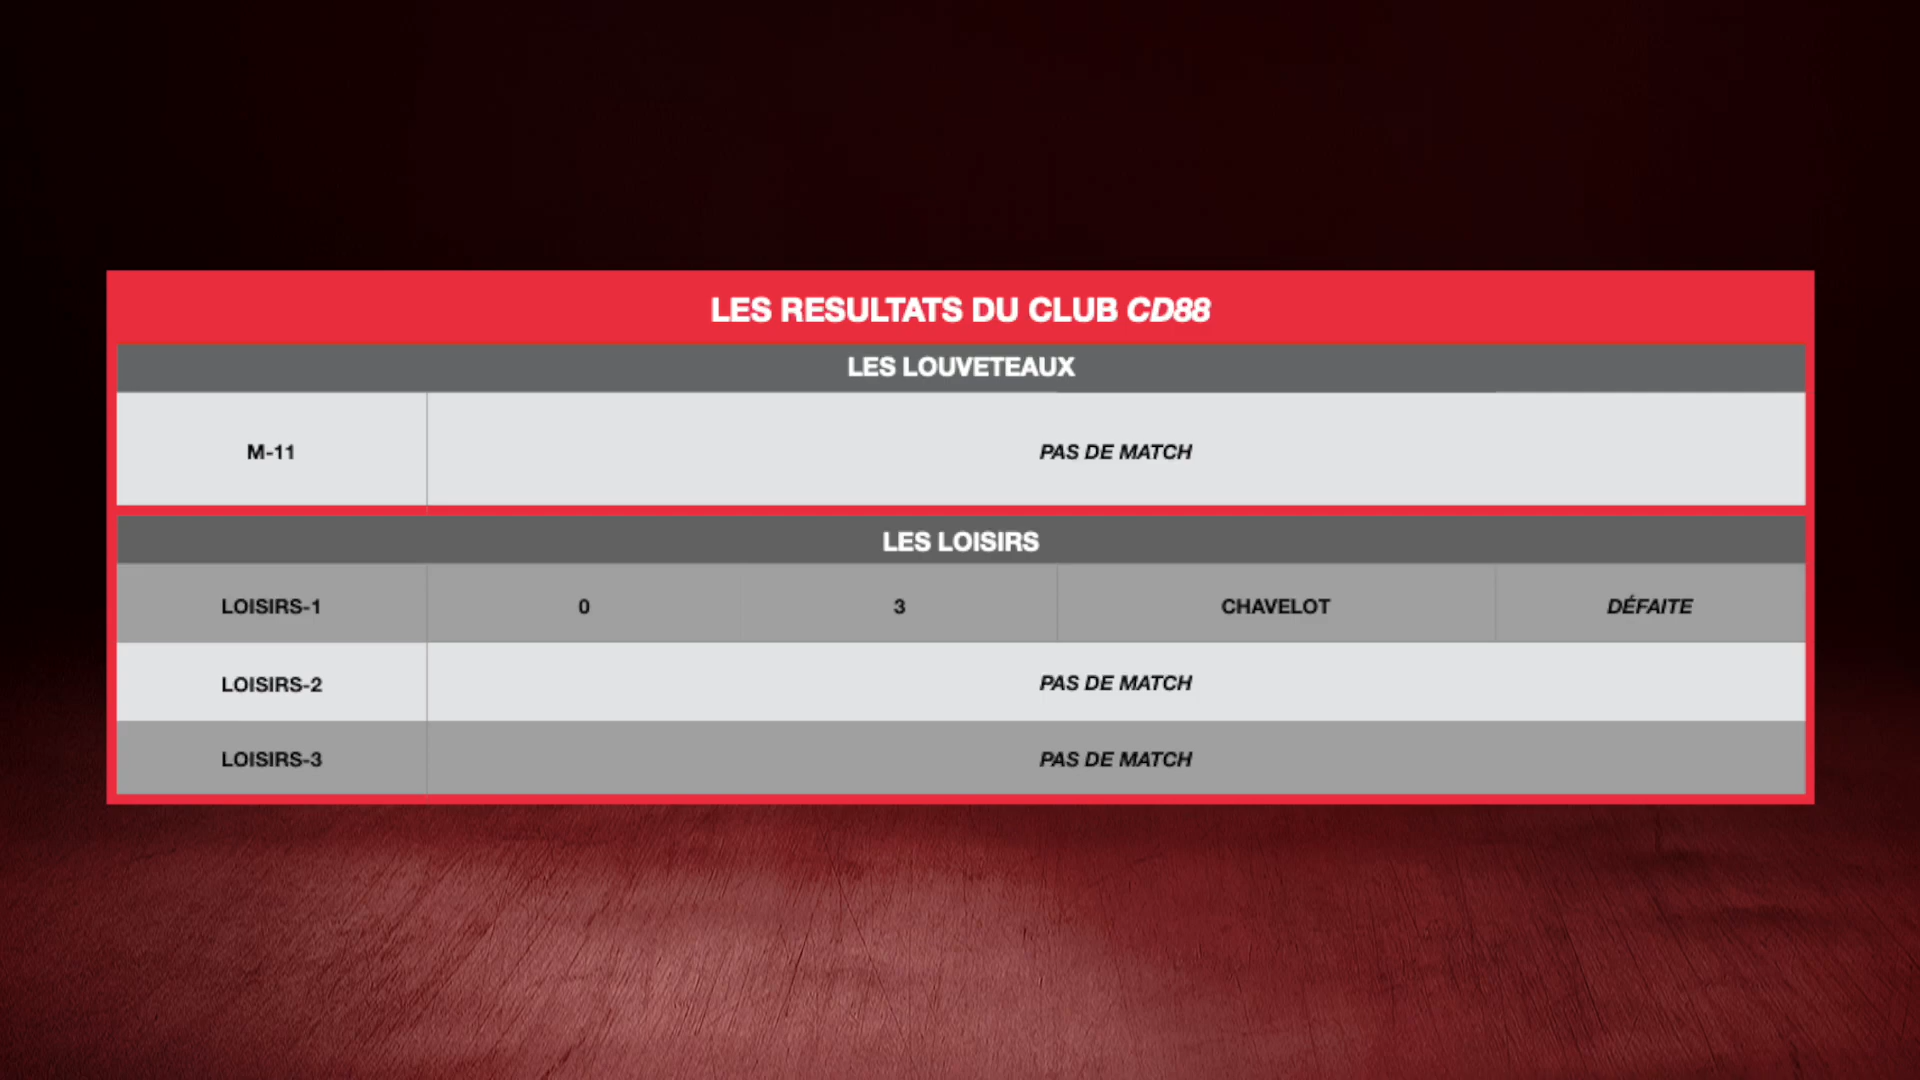 LES RESULTATS DU CLUB CD88
LES LOUVETEAUX
M-11 PAS DE MATCH
LES LOISIRS
LOISIRS-1 0 3 CHAVELOT DÉFAITE
LOISIRS-2 PAS DE MATCH
LOISIRS-3 PAS DE MATCH